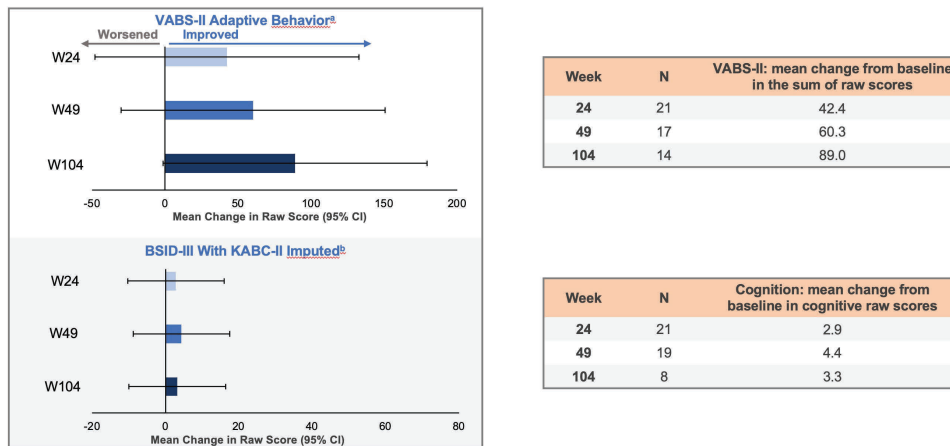 VABS-II Adaptive Behaviorᵃ
Worsened Improved
W24
W49
W104
-50 0 50 100 150 200
Mean Change in Raw Score (95% CI)
BSID-III With KABC-II Imputedᵇ
W24
W49
W104
-20 0 20 40 60 80
Mean Change in Raw Score (95% CI)
Week N VABS-II: mean change from baseline
in the sum of raw scores
24 21 42.4
49 17 60.3
104 14 89.0
Week N Cognition: mean change from
baseline in cognitive raw scores
24 21 2.9
49 19 4.4
104 8 3.3